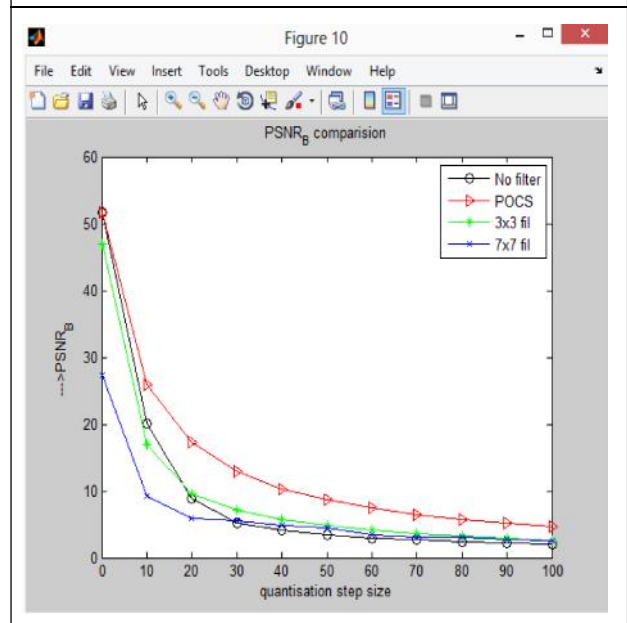 Figure 10
File Edit View Insert Tools Desktop Window Help
PSNR_B comparision
--->PSNR_B
60
50
40
30
20
10
0
0 10 20 30 40 50 60 70 80 90 100
quantisation step size
No filter
POCS
3x3 fil
7x7 fil